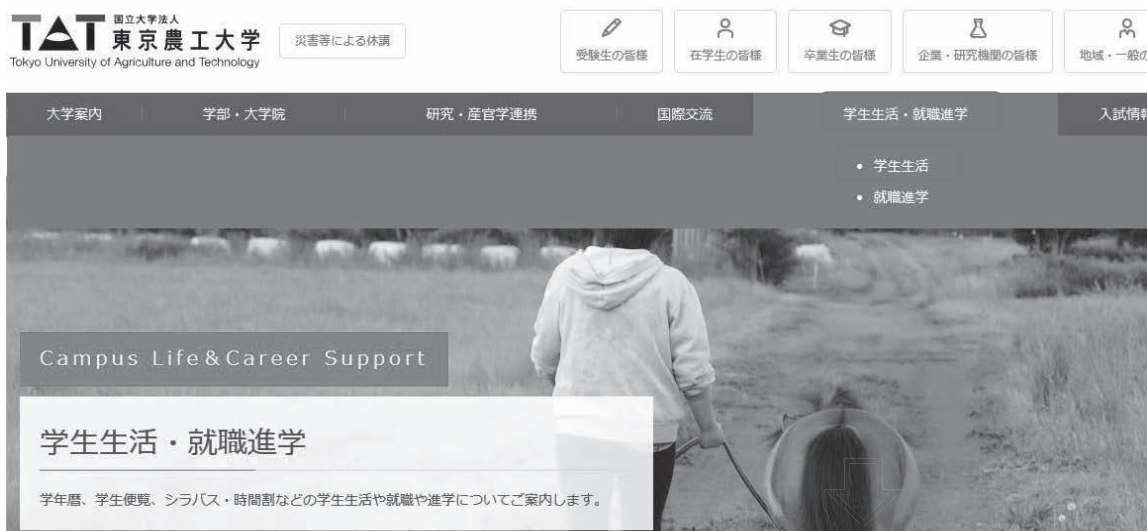 TAT
国立大学法人
東京農工大学
Tokyo University of Agriculture and Technology
災害等による休講
受験生の皆様
在学生の皆様
卒業生の皆様
企業・研究機関の皆様
地域・一般の
大学案内
学部・大学院
研究・産官学連携
国際交流
学生生活・就職進学
入試情報
• 学生生活
• 就職進学
Campus Life&Career Support
学生生活・就職進学
学年暦、学生便覧、シラバス・時間割などの学生生活や就職や進学についてご案内します。